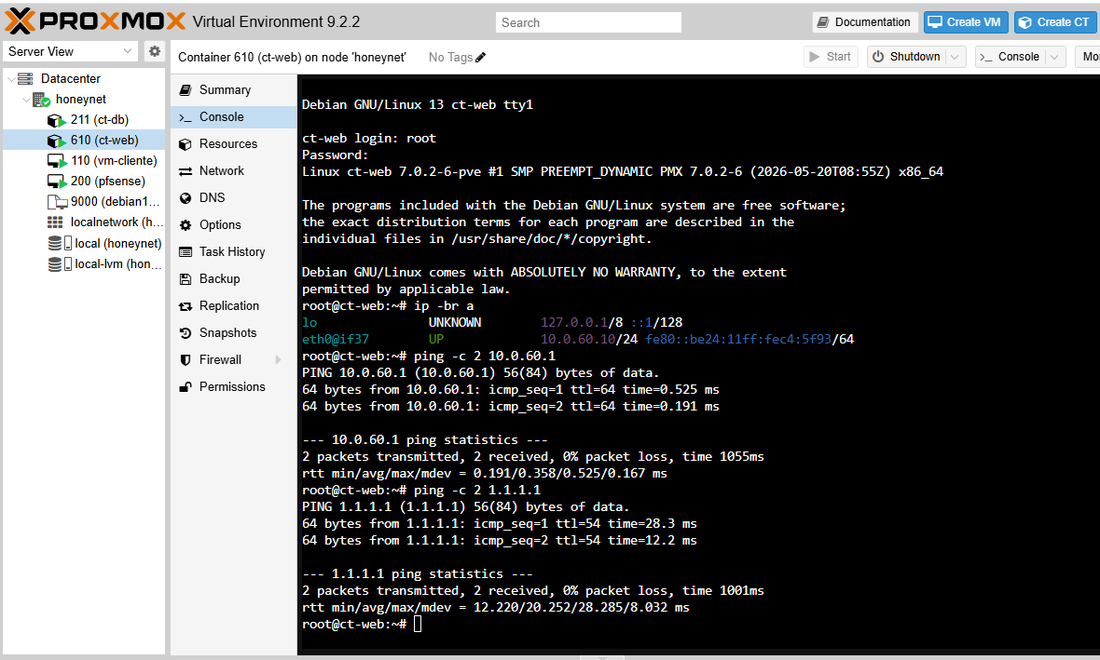 PROXMOX Virtual Environment 9.2.2
Search
Documentation
Create VM
Create CT
Server View
Container 610 (ct-web) on node 'honeynet'
No Tags
Start
Shutdown
Console
Mo
Datacenter
honeynet
211 (ct-db)
610 (ct-web)
110 (vm-cliente)
200 (pfsense)
9000 (debian1...
localnetwork (h...
local (honeynet)
local-lvm (hon...
Summary
Console
Resources
Network
DNS
Options
Task History
Backup
Replication
Snapshots
Firewall
Permissions
Debian GNU/Linux 13 ct-web tty1
ct-web login: root
Password:
Linux ct-web 7.0.2-6-pve #1 SMP PREEMPT_DYNAMIC PMX 7.0.2-6 (2026-05-20T08:55Z) x86_64
The programs included with the Debian GNU/Linux system are free software;
the exact distribution terms for each program are described in the
individual files in /usr/share/doc/*/copyright.
Debian GNU/Linux comes with ABSOLUTELY NO WARRANTY, to the extent
permitted by applicable law.
root@ct-web:~# ip -br a
lo UNKNOWN 127.0.0.1/8 ::1/128
eth0@if37 UP 10.0.60.10/24 fe80::be24:11ff:fec4:5f93/64
root@ct-web:~# ping -c 2 10.0.60.1
PING 10.0.60.1 (10.0.60.1) 56(84) bytes of data.
64 bytes from 10.0.60.1: icmp_seq=1 ttl=64 time=0.525 ms
64 bytes from 10.0.60.1: icmp_seq=2 ttl=64 time=0.191 ms
--- 10.0.60.1 ping statistics ---
2 packets transmitted, 2 received, 0% packet loss, time 1055ms
rtt min/avg/max/mdev = 0.191/0.358/0.525/0.167 ms
root@ct-web:~# ping -c 2 1.1.1.1
PING 1.1.1.1 (1.1.1.1) 56(84) bytes of data.
64 bytes from 1.1.1.1: icmp_seq=1 ttl=54 time=28.3 ms
64 bytes from 1.1.1.1: icmp_seq=2 ttl=54 time=12.2 ms
--- 1.1.1.1 ping statistics ---
2 packets transmitted, 2 received, 0% packet loss, time 1001ms
rtt min/avg/max/mdev = 12.220/20.252/28.285/8.032 ms
root@ct-web:~#